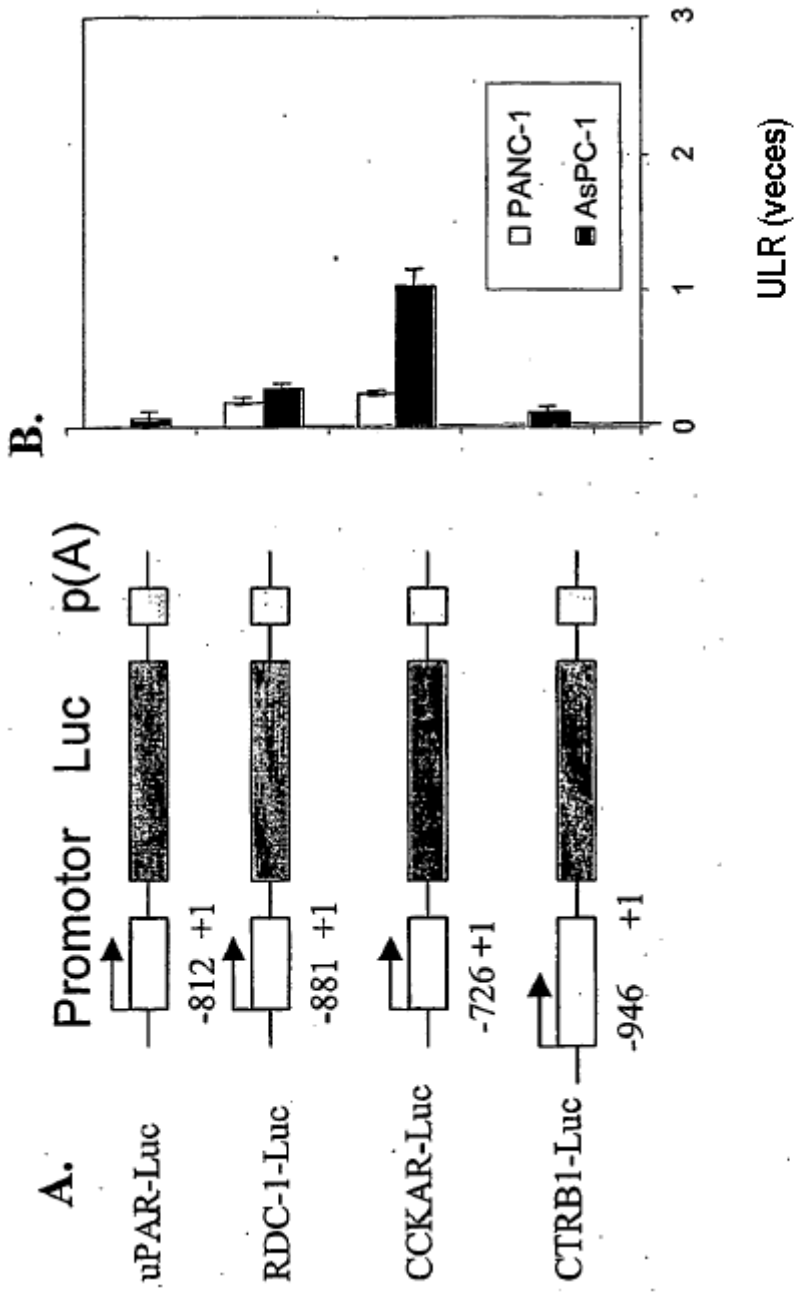 A.
Promotor Luc p(A)
uPAR-Luc
-812 +1
RDC-1-Luc
-881 +1
CCKAR-Luc
-726 +1
CTRB1-Luc
-946 +1
B.
PANC-1
AsPC-1
0 1 2 3
ULR (veces)